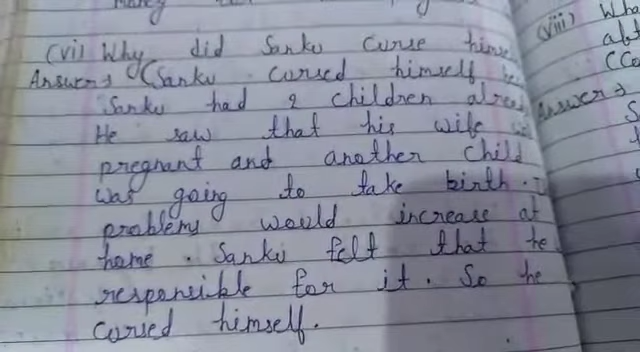 (vii) Why did Sanku curse
Answer → (Sanku cursed himself
Sanku had 2 children
He saw that his wife
pregnant and another child
was going to take birth.
problems would increase at
home. Sanku felt that he
responsible for it. So he
cursed himself.
(viii)
Answer →